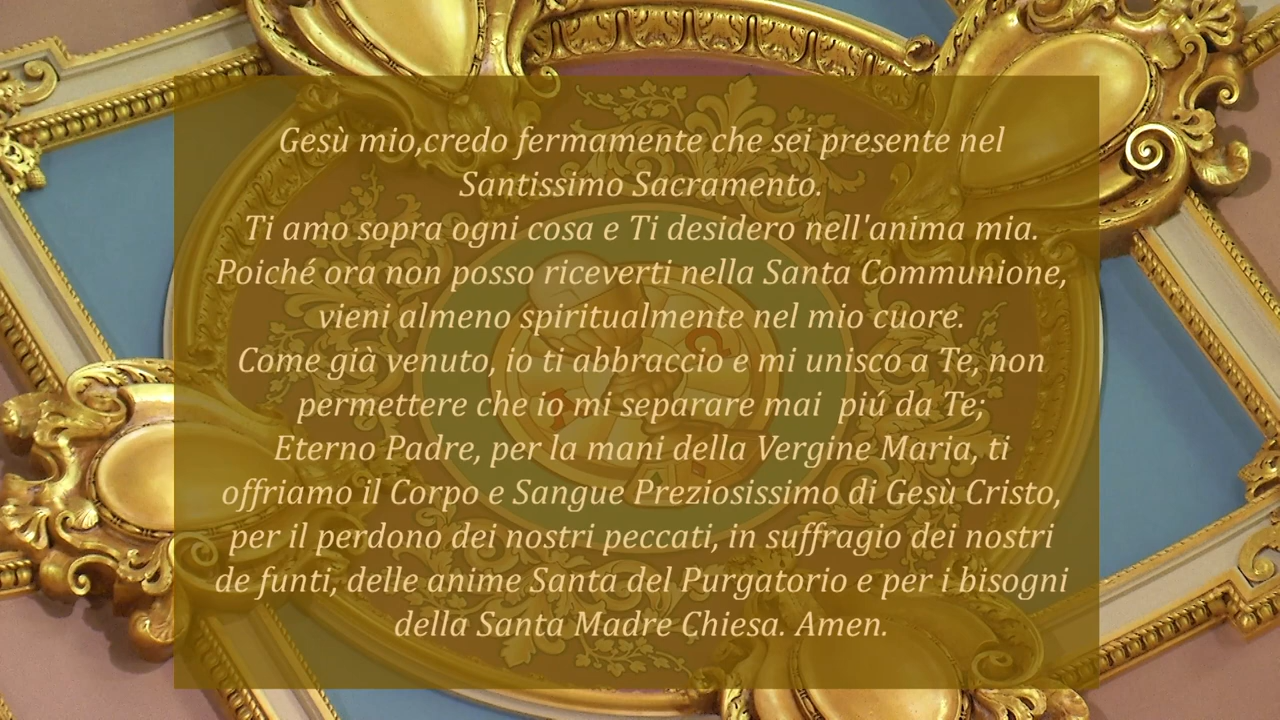 Gesù mio,credo fermamente che sei presente nel
Santissimo Sacramento.
Ti amo sopra ogni cosa e Ti desidero nell'anima mia.
Poiché ora non posso riceverti nella Santa Communione,
vieni almeno spiritualmente nel mio cuore.
Come già venuto, io ti abbraccio e mi unisco a Te, non
permettere che io mi separare mai  piú da Te;
Eterno Padre, per la mani della Vergine Maria, ti
offriamo il Corpo e Sangue Preziosissimo di Gesù Cristo,
per il perdono dei nostri peccati, in suffragio dei nostri
de funti, delle anime Santa del Purgatorio e per i bisogni
della Santa Madre Chiesa. Amen.